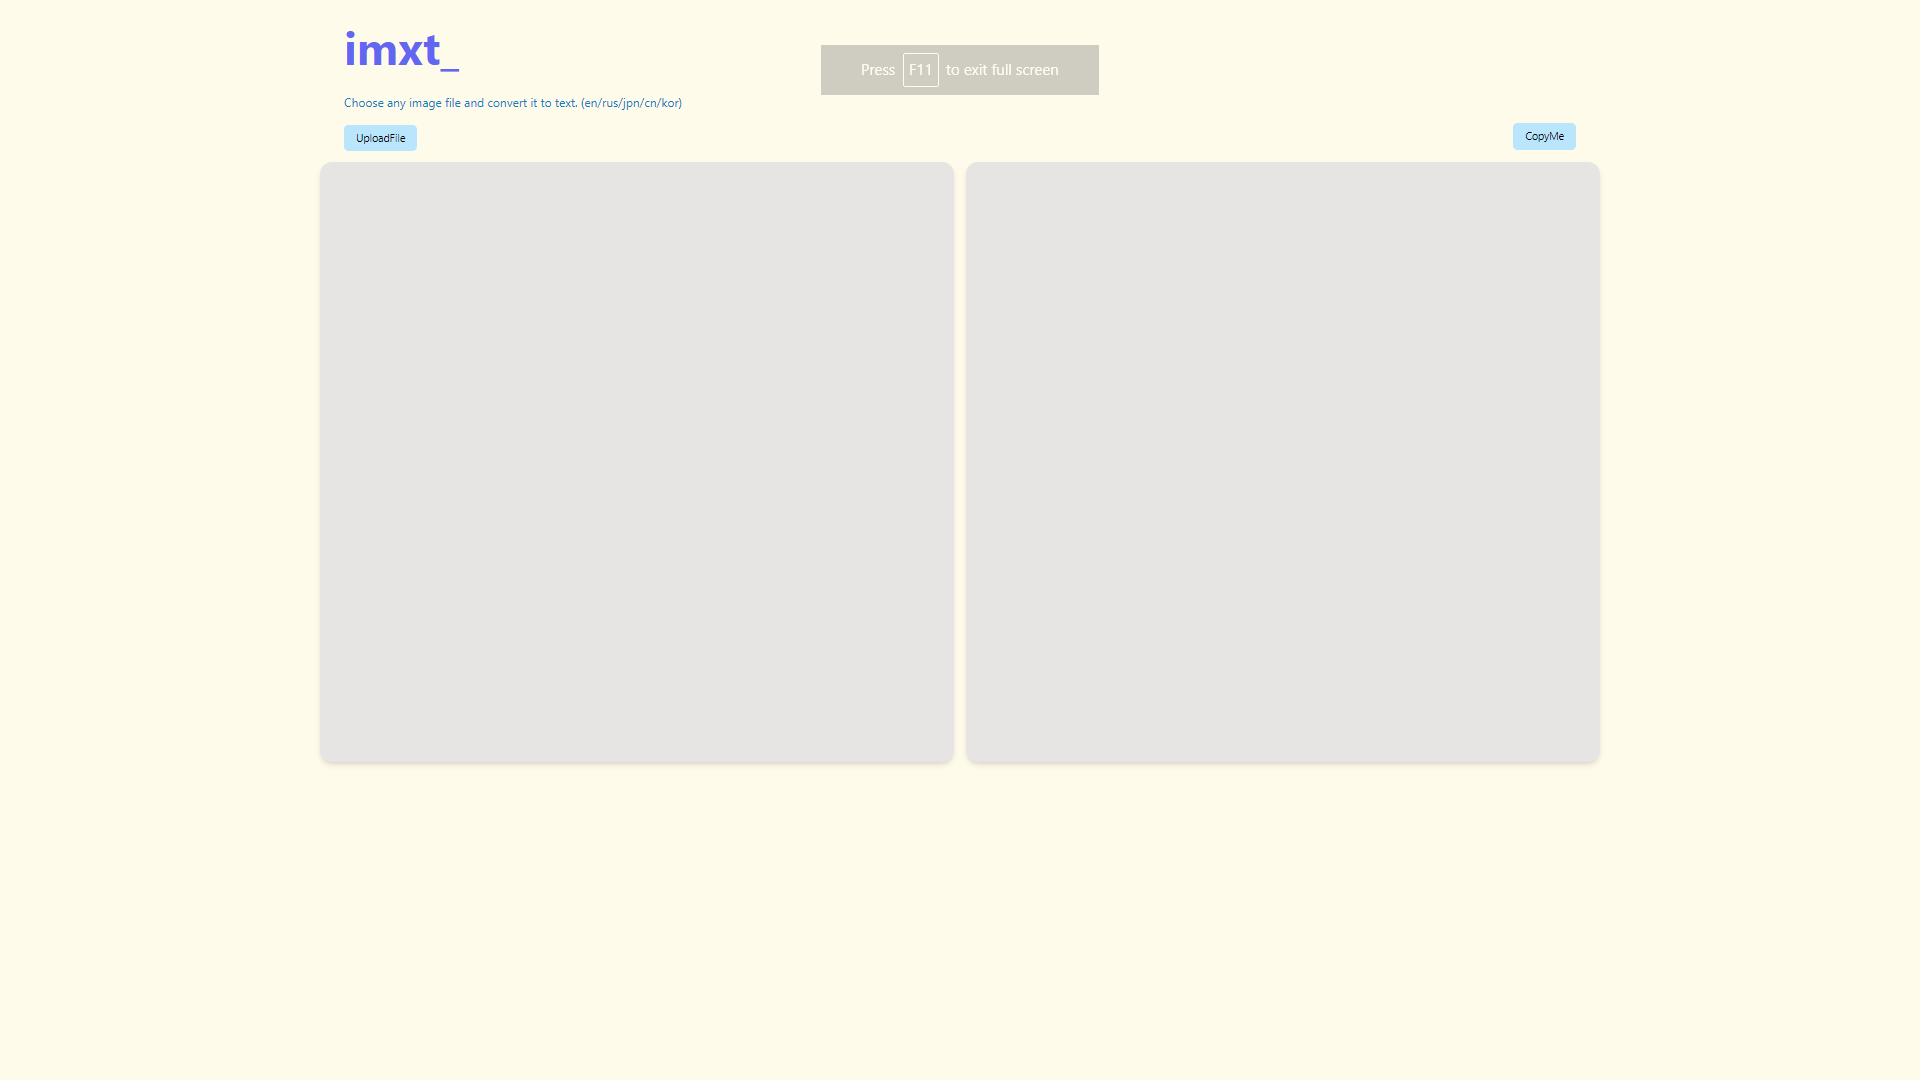 imxt_
Press F11 to exit full screen
Choose any image file and convert it to text. (en/rus/jpn/cn/kor)
UploadFile
CopyMe